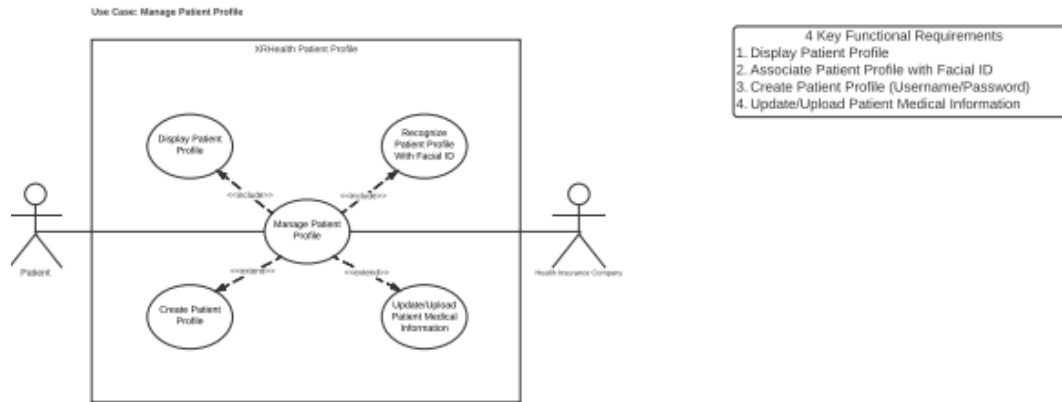 Use Case: Manage Patient Profile
XRHealth Patient Profile
4 Key Functional Requirements
1. Display Patient Profile
2. Associate Patient Profile with Facial ID
3. Create Patient Profile (Username/Password)
4. Update/Upload Patient Medical Information
Display Patient
Profile
Recognize
Patient Profile
With Facial ID
<<include>>
<<include>>
Manage Patient
Profile
Patient
Health Insurance Company
<<extend>>
<<extend>>
Create Patient
Profile
Update/Upload
Patient Medical
Information